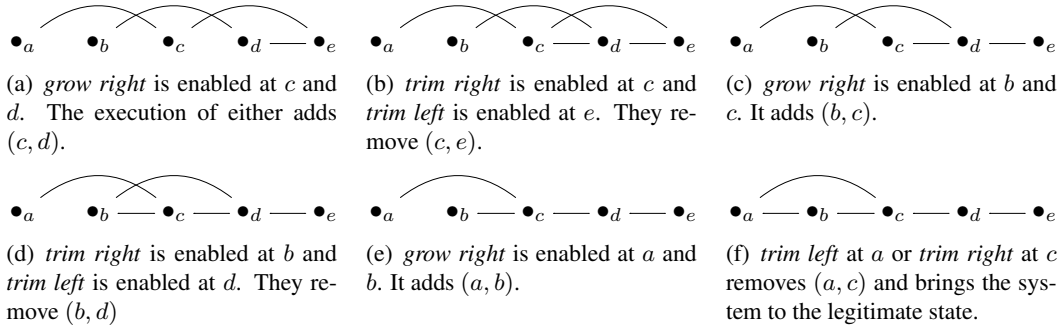 a b c d e
a b c d e
a b c d e
(a) grow right is enabled at c and
d. The execution of either adds
(c, d).
(b) trim right is enabled at c and
trim left is enabled at e. They re-
move (c, e).
(c) grow right is enabled at b and
c. It adds (b, c).
a b c d e
a b c d e
a b c d e
(d) trim right is enabled at b and
trim left is enabled at d. They re-
move (b, d)
(e) grow right is enabled at a and
b. It adds (a, b).
(f) trim left at a or trim right at c
removes (a, c) and brings the sys-
tem to the legitimate state.